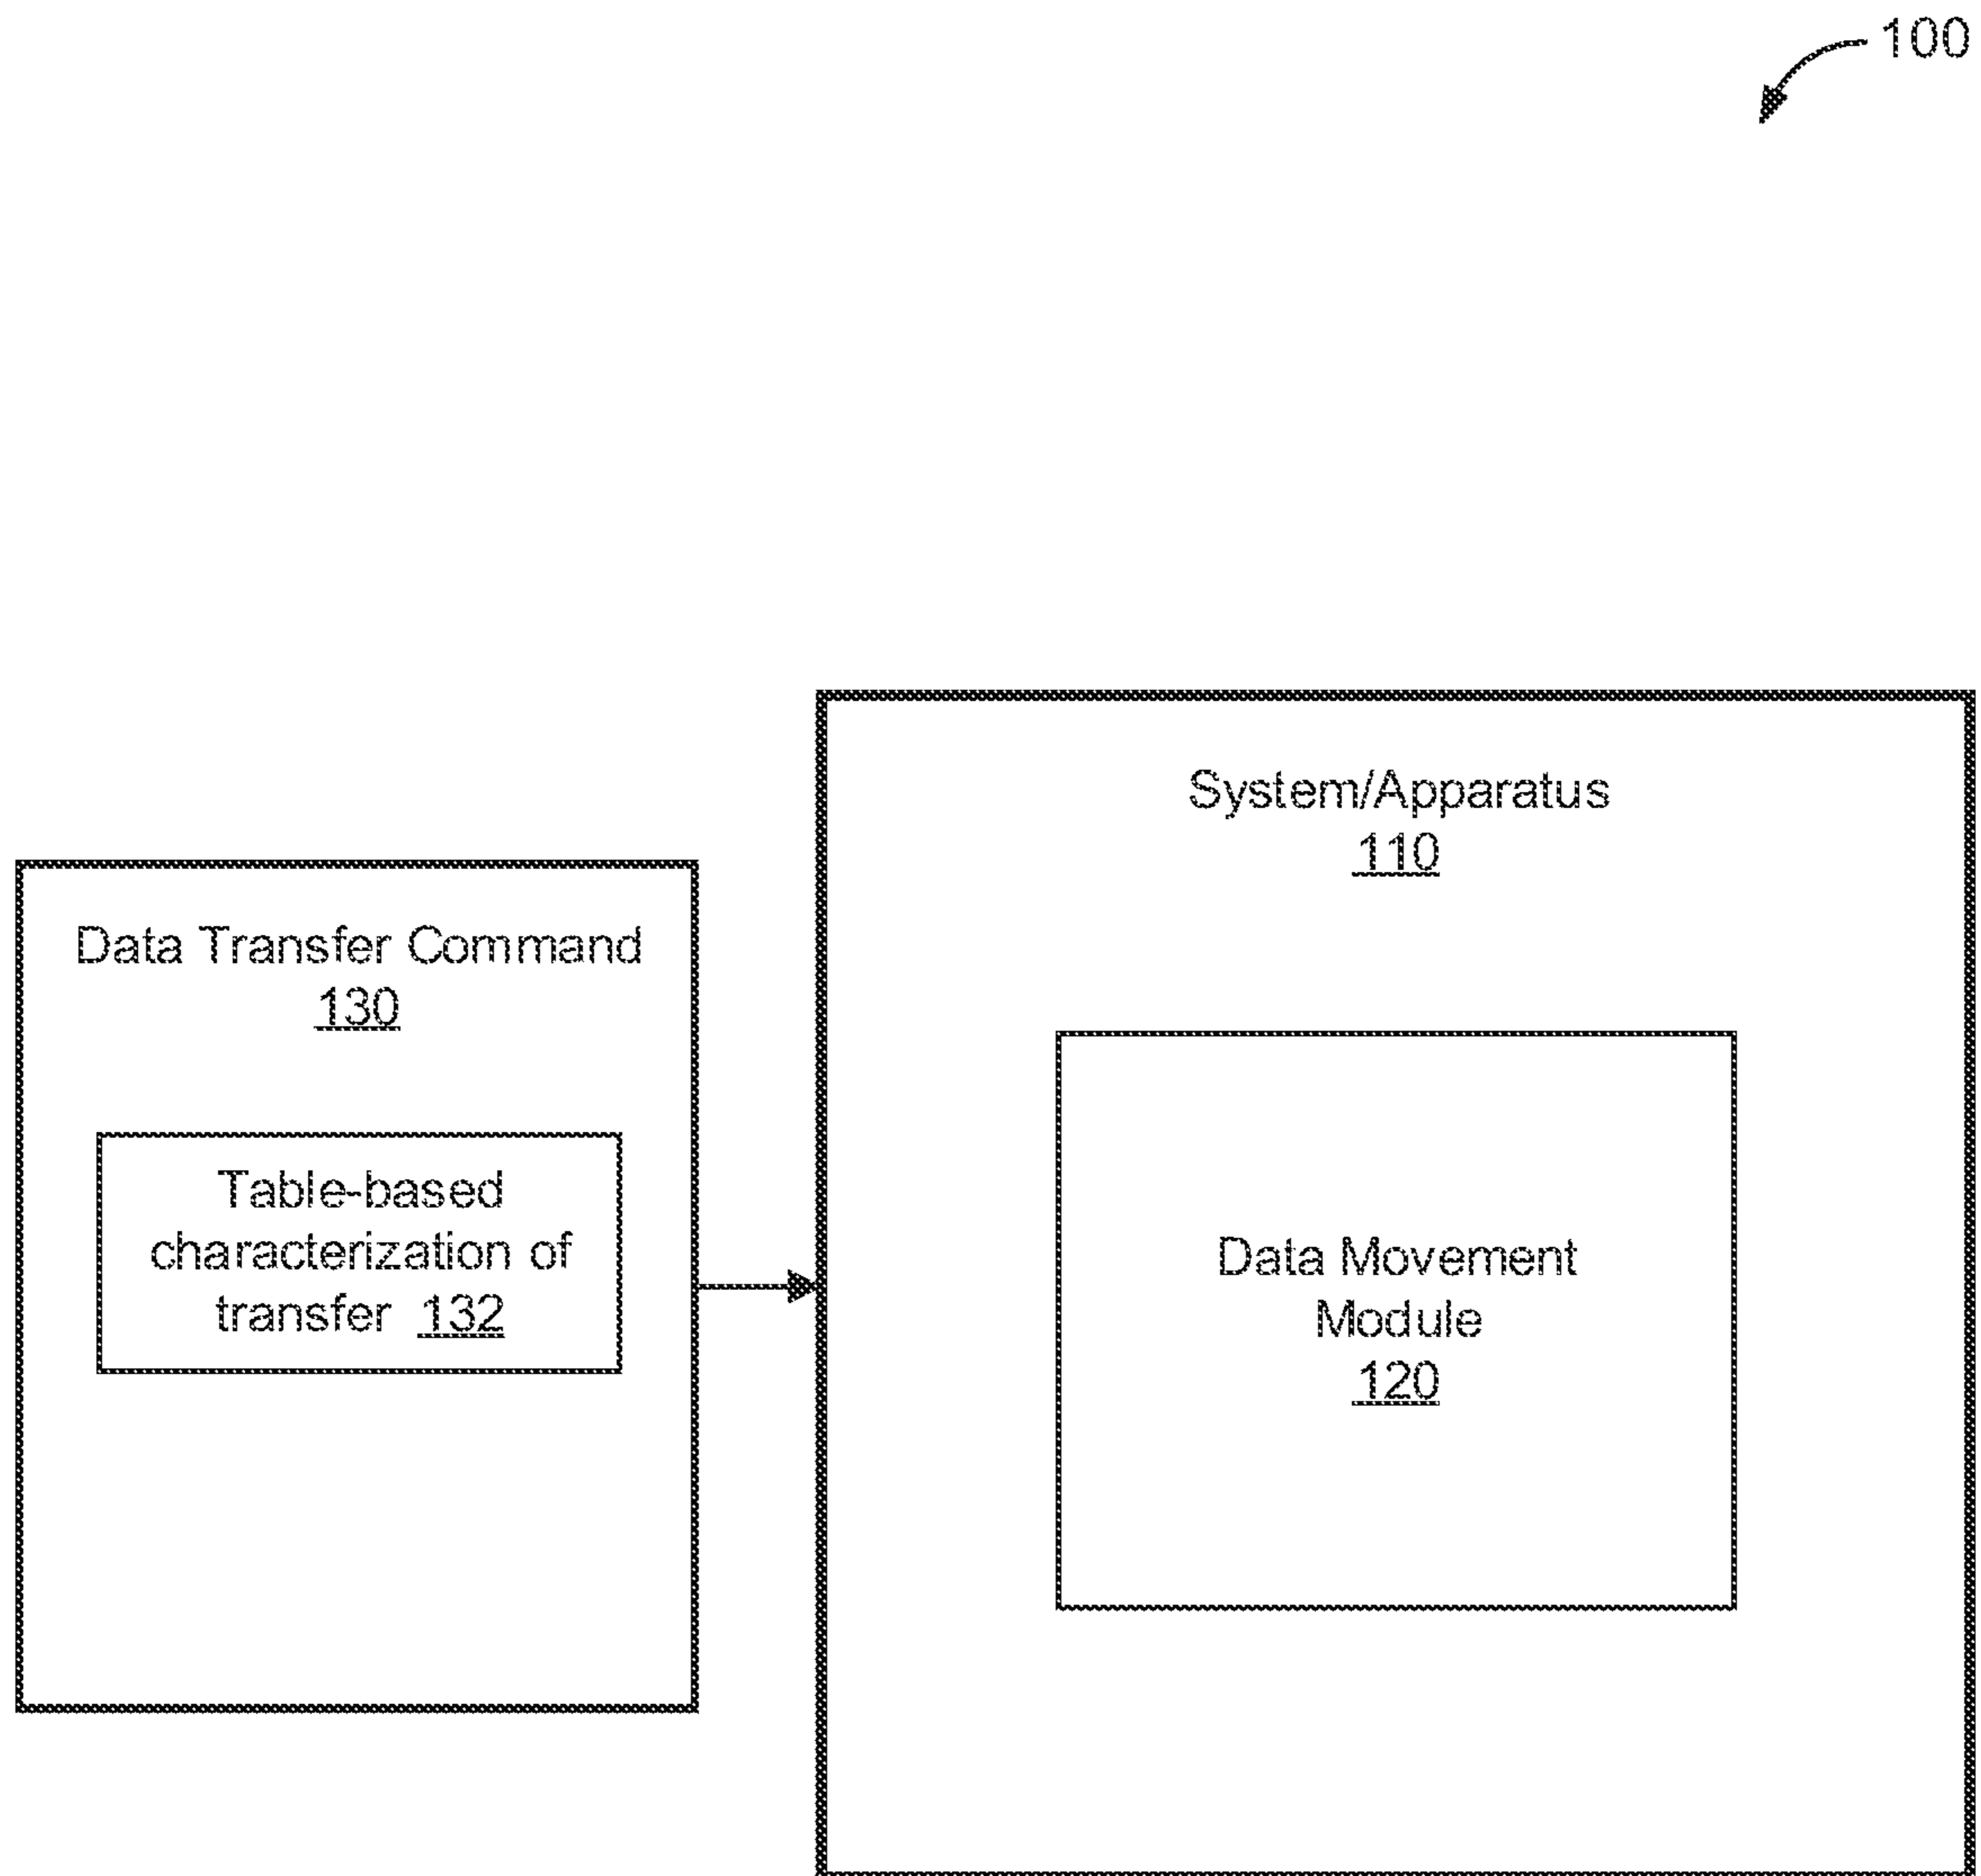 100
System/Apparatus
110
Data Transfer Command
130
Table-based
characterization of
transfer 132
Data Movement
Module
120